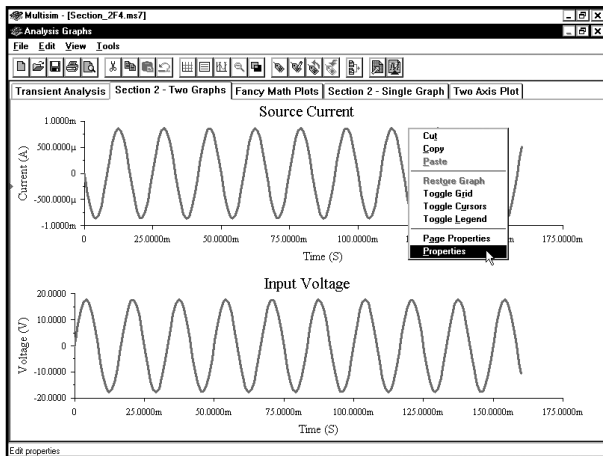 Multisim - [Section_2F4.ms7]
Analysis Graphs
File Edit View Tools
Transient Analysis Section 2 - Two Graphs Fancy Math Plots Section 2 - Single Graph Two Axis Plot
Source Current
1.0000m
500.0000µ
0
-500.0000µ
-1.0000m
Current (A)
0 25.0000m 50.0000m 75.0000m 100.0000m 150.0000m 175.0000m
Time (S)
Cut
Copy
Paste
Restore Graph
Toggle Grid
Toggle Cursors
Toggle Legend
Page Properties
Properties
Input Voltage
20.0000
10.0000
0
-10.0000
-20.0000
Voltage (V)
0 25.0000m 50.0000m 75.0000m 100.0000m 125.0000m 150.0000m 175.0000m
Time (S)
Edit properties